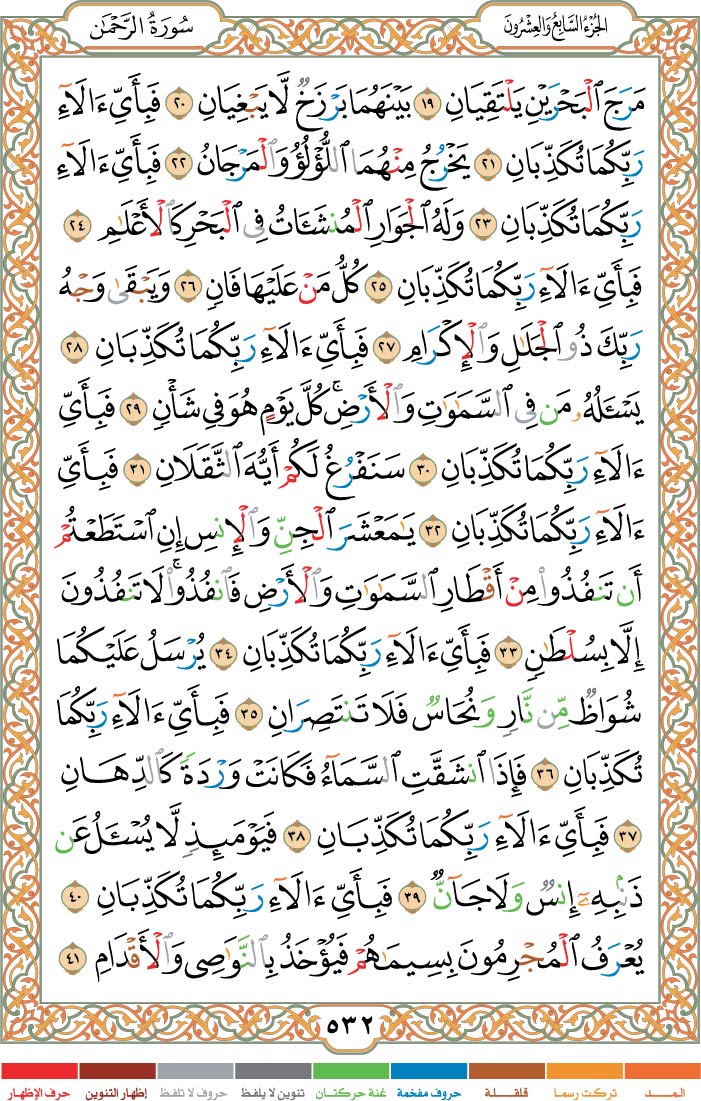 الجزء السابع والعشرون
سورة الرحمن
مَرَجَ ٱلْبَحْرَيْنِ يَلْتَقِيَانِ ١٩ بَيْنَهُمَا بَرْزَخٌ لَّا يَبْغِيَانِ ٢٠ فَبِأَيِّ ءَالَآءِ
رَبِّكُمَا تُكَذِّبَانِ ٢١ يَخْرُجُ مِنْهُمَا ٱللُّؤْلُؤُ وَٱلْمَرْجَانُ ٢٢ فَبِأَيِّ ءَالَآءِ
رَبِّكُمَا تُكَذِّبَانِ ٢٣ وَلَهُ ٱلْجَوَارِ ٱلْمُنشَـَٔاتُ فِى ٱلْبَحْرِ كَٱلْأَعْلَٰمِ ٢٤
فَبِأَيِّ ءَالَآءِ رَبِّكُمَا تُكَذِّبَانِ ٢٥ كُلُّ مَنْ عَلَيْهَا فَانٍ ٢٦ وَيَبْقَىٰ وَجْهُ
رَبِّكَ ذُو ٱلْجَلَٰلِ وَٱلْإِكْرَامِ ٢٧ فَبِأَيِّ ءَالَآءِ رَبِّكُمَا تُكَذِّبَانِ ٢٨
يَسْـَٔلُهُۥ مَن فِى ٱلسَّمَٰوَٰتِ وَٱلْأَرْضِ ۚ كُلَّ يَوْمٍ هُوَ فِى شَأْنٍ ٢٩ فَبِأَيِّ
ءَالَآءِ رَبِّكُمَا تُكَذِّبَانِ ٣٠ سَنَفْرُغُ لَكُمْ أَيُّهَ ٱلثَّقَلَانِ ٣١ فَبِأَيِّ
ءَالَآءِ رَبِّكُمَا تُكَذِّبَانِ ٣٢ يَٰمَعْشَرَ ٱلْجِنِّ وَٱلْإِنسِ إِنِ ٱسْتَطَعْتُمْ
أَن تَنفُذُوا۟ مِنْ أَقْطَارِ ٱلسَّمَٰوَٰتِ وَٱلْأَرْضِ فَٱنفُذُوا۟ ۚ لَا تَنفُذُونَ
إِلَّا بِسُلْطَٰنٍ ٣٣ فَبِأَيِّ ءَالَآءِ رَبِّكُمَا تُكَذِّبَانِ ٣٤ يُرْسَلُ عَلَيْكُمَا
شُوَاظٌ مِّن نَّارٍ وَنُحَاسٌ فَلَا تَنتَصِرَانِ ٣٥ فَبِأَيِّ ءَالَآءِ رَبِّكُمَا
تُكَذِّبَانِ ٣٦ فَإِذَا ٱنشَقَّتِ ٱلسَّمَآءُ فَكَانَتْ وَرْدَةً كَٱلدِّهَانِ
٣٧ فَبِأَيِّ ءَالَآءِ رَبِّكُمَا تُكَذِّبَانِ ٣٨ فَيَوْمَئِذٍ لَّا يُسْـَٔلُ عَن
ذَنۢبِهِۦٓ إِنسٌ وَلَا جَآنٌّ ٣٩ فَبِأَيِّ ءَالَآءِ رَبِّكُمَا تُكَذِّبَانِ ٤٠
يُعْرَفُ ٱلْمُجْرِمُونَ بِسِيمَٰهُمْ فَيُؤْخَذُ بِٱلنَّوَٰصِى وَٱلْأَقْدَامِ ٤١
٥٣٢
المــد تركت رسما قلقــلة حروف مفخمة غنة حركتـان تنوين لا يلفظ حروف لا تلفظ إظهار التنوين حرف الإظهار